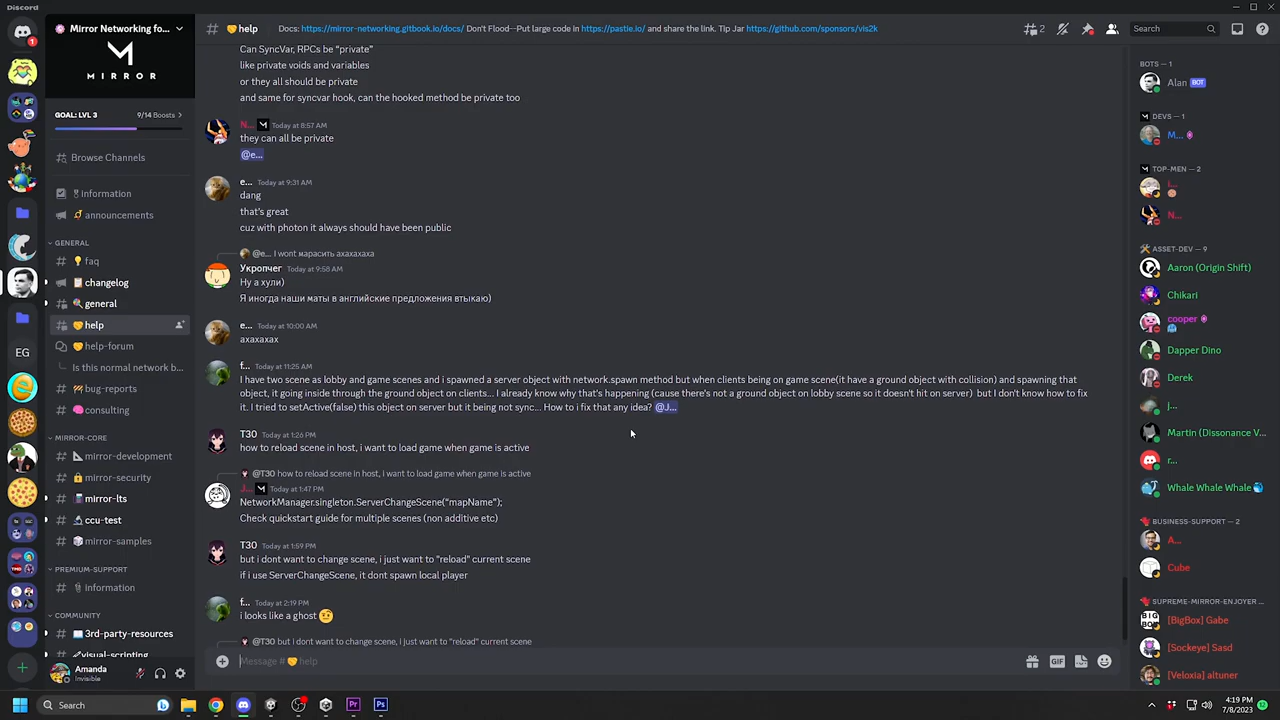 Discord
Mirror Networking fo...
help
Docs: https://mirror-networking.gitbook.io/docs/ Don't Flood—Put large code in https://pastie.io/ and share the link. Tip Jar https://github.com/sponsors/vis2k
2
Search
1
MIRROR
GOAL: LVL 3
9/14 Boosts
Browse Channels
Information
announcements
GENERAL
faq
changelog
general
help
help-forum
Is this normal network b...
bug-reports
consulting
MIRROR-CORE
mirror-development
mirror-security
mirror-lts
ccu-test
mirror-samples
PREMIUM-SUPPORT
information
COMMUNITY
3rd-party-resources
visual-scripting
EG
Amanda
Invisible
Can SyncVar, RPCs be “private”
like private voids and variables
or they all should be private
and same for syncvar hook, can the hooked method be private too
N... Today at 8:57 AM
they can all be private
@e...
e... Today at 9:31 AM
dang
that's great
cuz with photon it always should have been public
@e... I wont марасить ахахахаха
Укропчег Today at 9:58 AM
Ну а хули)
Я иногда наши маты в английские предложения втыкаю)
e... Today at 10:00 AM
ахахахах
f... Today at 11:25 AM
I have two scene as lobby and game scenes and i spawned a server object with network.spawn method but when clients being on game scene(it have a ground object with collision) and spawning that
object, it going inside through the ground object on clients... I already know why that's happening (cause there's not a ground object on lobby scene so it doesn't hit on server) but I don't know how to fix
it. I tried to setActive(false) this object on server but it being not sync... How to i fix that any idea? @J...
T30 Today at 1:26 PM
how to reload scene in host, i want to load game when game is active
@T30 how to reload scene in host, i want to load game when game is active
J... Today at 1:47 PM
NetworkManager.singleton.ServerChangeScene(“mapName”);
Check quickstart guide for multiple scenes (non additive etc)
T30 Today at 1:59 PM
but i dont want to change scene, i just want to "reload" current scene
if i use ServerChangeScene, it dont spawn local player
f... Today at 2:19 PM
i looks like a ghost
@T30 but i dont want to change scene, i just want to "reload" current scene
Message # help
GIF
BOTS — 1
Alan BOT
DEVS — 1
M...
TOP-MEN — 2
N...
ASSET-DEV — 9
Aaron (Origin Shift)
Chikari
cooper
Dapper Dino
Derek
j...
Martin (Dissonance V...
r...
Whale Whale Whale
BUSINESS-SUPPORT — 2
A...
Cube
SUPREME-MIRROR-ENJOYER ...
[BigBox] Gabe
[Sockeye] Sasd
[Veloxia] altuner
Search
4:19 PM
7/8/2023
12